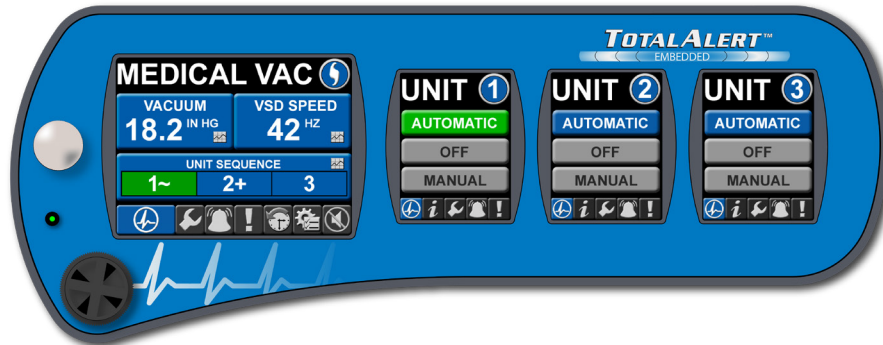 TOTALALERT™
EMBEDDED
MEDICAL VAC
VACUUM
18.2 IN HG
VSD SPEED
42 HZ
UNIT SEQUENCE
1~ 2+ 3
UNIT 1
AUTOMATIC
OFF
MANUAL
i !
UNIT 2
AUTOMATIC
OFF
MANUAL
i !
UNIT 3
AUTOMATIC
OFF
MANUAL
i !